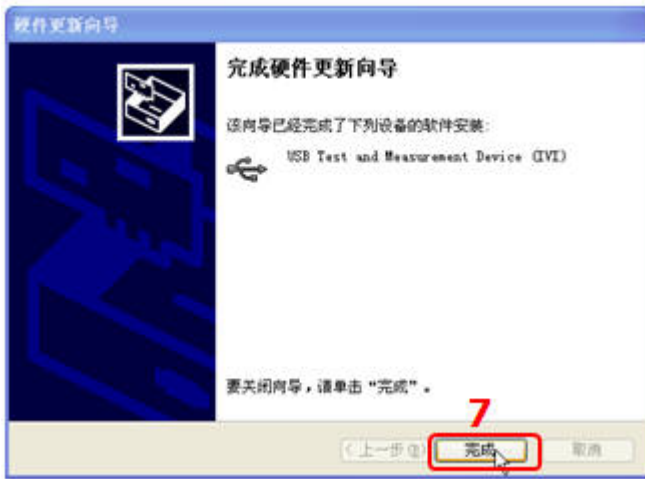 硬件更新向导
完成硬件更新向导
该向导已经完成了下列设备的软件安装:
USB Test and Measurement Device (IVI)
要关闭向导，请单击“完成”。
7
< 上一步(B)
完成
取消